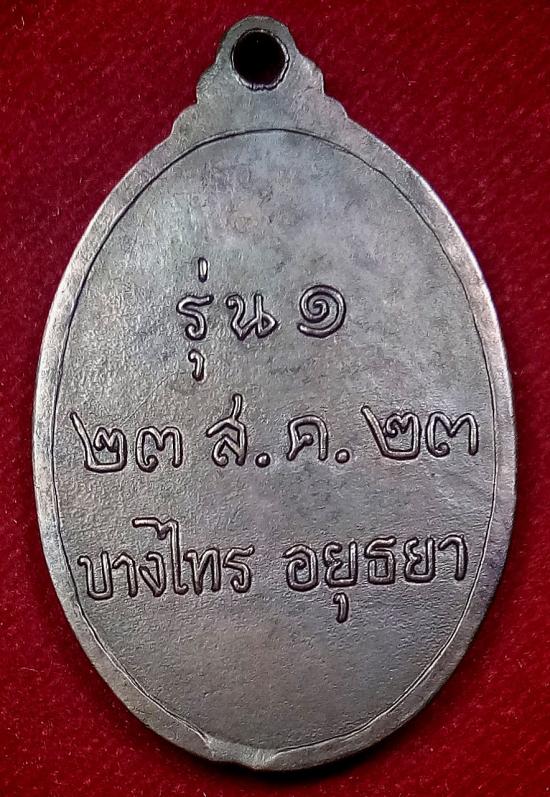 รุ่น ๑
๒๓ ส.ค. ๒๓
บางไทร อยุธยา